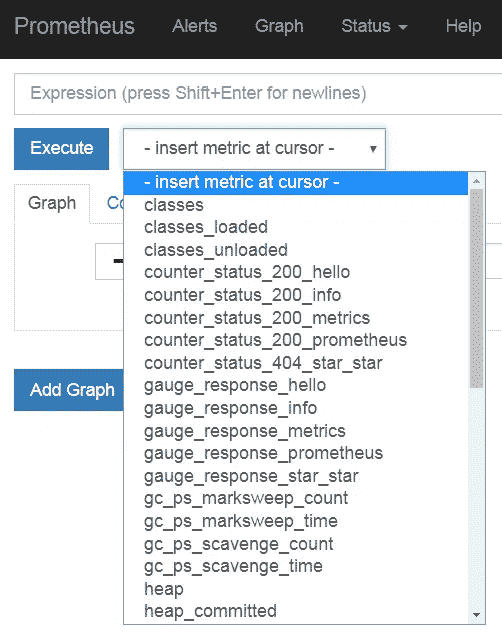 Prometheus Alerts Graph Status Help
Expression (press Shift+Enter for newlines)
Execute - insert metric at cursor -
- insert metric at cursor -
Graph Co
classes
classes_loaded
classes_unloaded
counter_status_200_hello
counter_status_200_info
counter_status_200_metrics
counter_status_200_prometheus
counter_status_404_star_star
gauge_response_hello
gauge_response_info
gauge_response_metrics
gauge_response_prometheus
gauge_response_star_star
gc_ps_marksweep_count
gc_ps_marksweep_time
gc_ps_scavenge_count
gc_ps_scavenge_time
heap
heap_committed
Add Graph